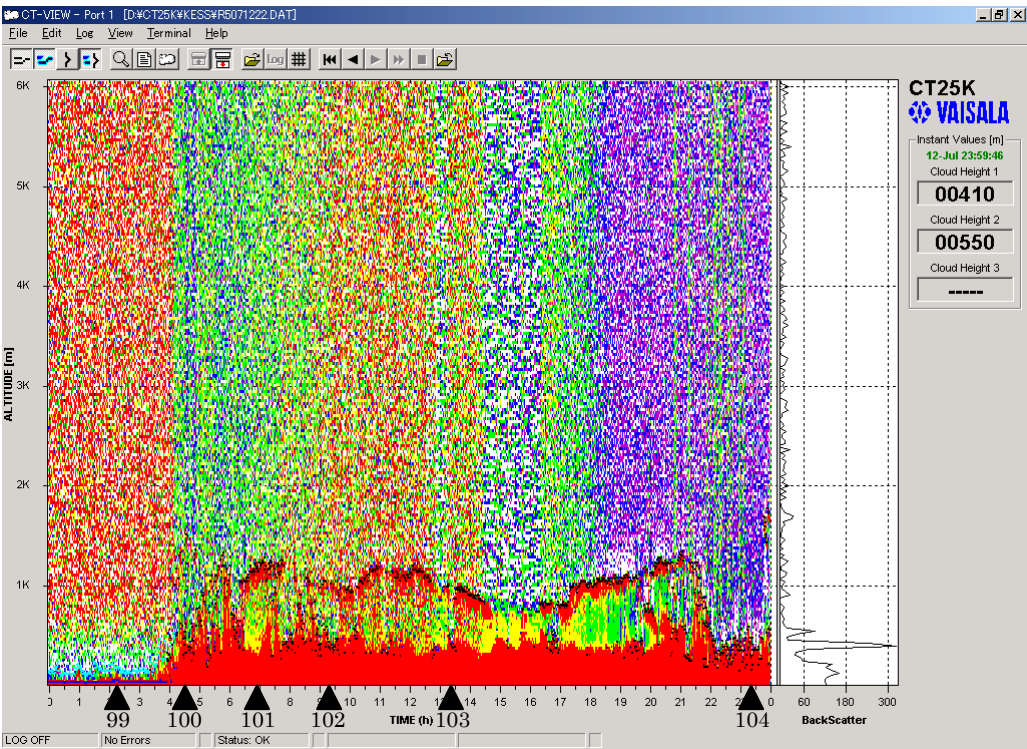 CT-VIEW - Port 1 [D:¥CT25K¥KESS¥R5071222.DAT]
File Edit Log View Terminal Help
Log
CT25K
VAISALA
Instant Values [m]
12-Jul 23:59:46
Cloud Height 1
00410
Cloud Height 2
00550
Cloud Height 3
-----
ALTITUDE [m]
6K
5K
4K
3K
2K
1K
0 1 3 4 5 6 7 8 9 10 11 12 13 14 15 16 17 18 19 20 21 22 23 0
60 180 300
99 100 101 102 103 104
TIME (h)
BackScatter
LOG OFF No Errors Status: OK